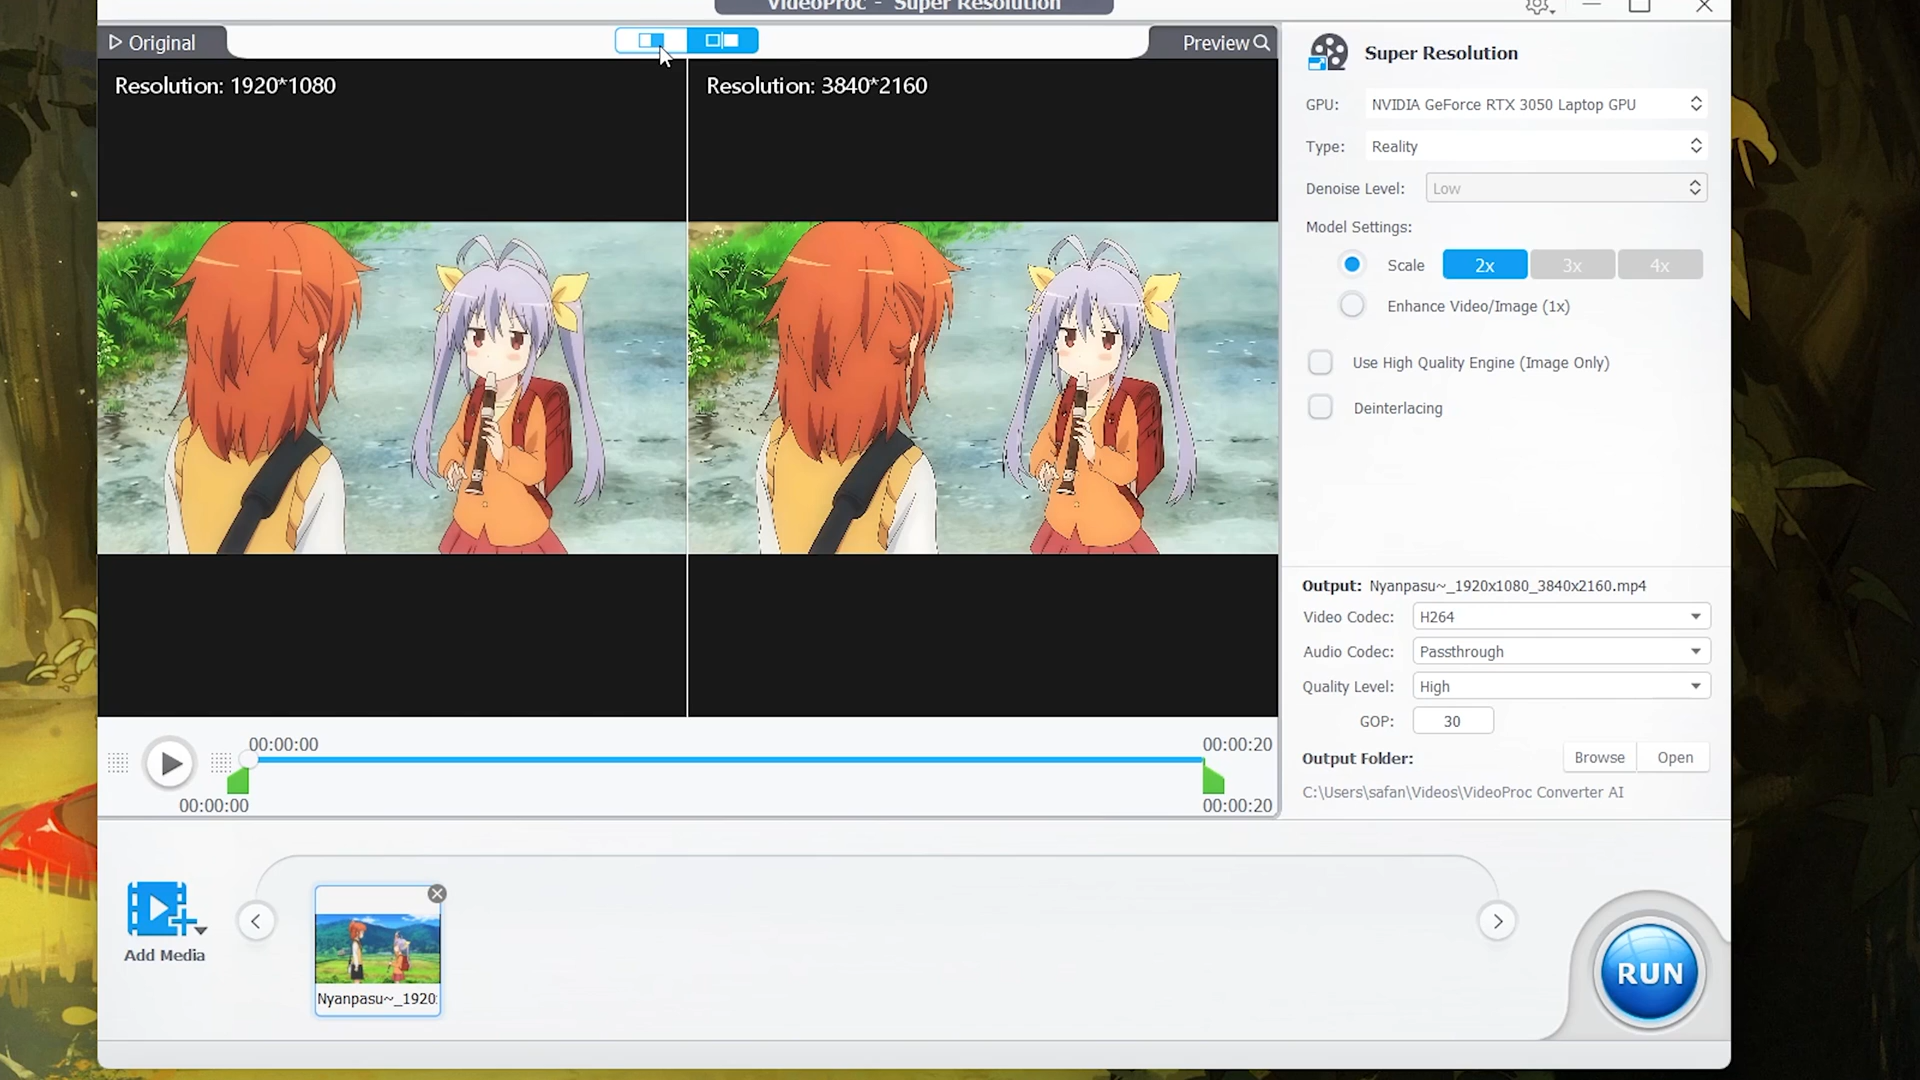 VideoProc - Super Resolution
Original
Preview
Resolution: 1920*1080
Resolution: 3840*2160
Super Resolution
GPU: NVIDIA GeForce RTX 3050 Laptop GPU
Type: Reality
Denoise Level: Low
Model Settings:
Scale 2x 3x 4x
Enhance Video/Image (1x)
Use High Quality Engine (Image Only)
Deinterlacing
Output: Nyanpasu~_1920x1080_3840x2160.mp4
Video Codec: H264
Audio Codec: Passthrough
Quality Level: High
GOP: 30
Output Folder: Browse Open
C:\Users\safan\Videos\VideoProc Converter AI
00:00:00 00:00:20
00:00:00 00:00:20
Add Media
Nyanpasu~_1920
RUN